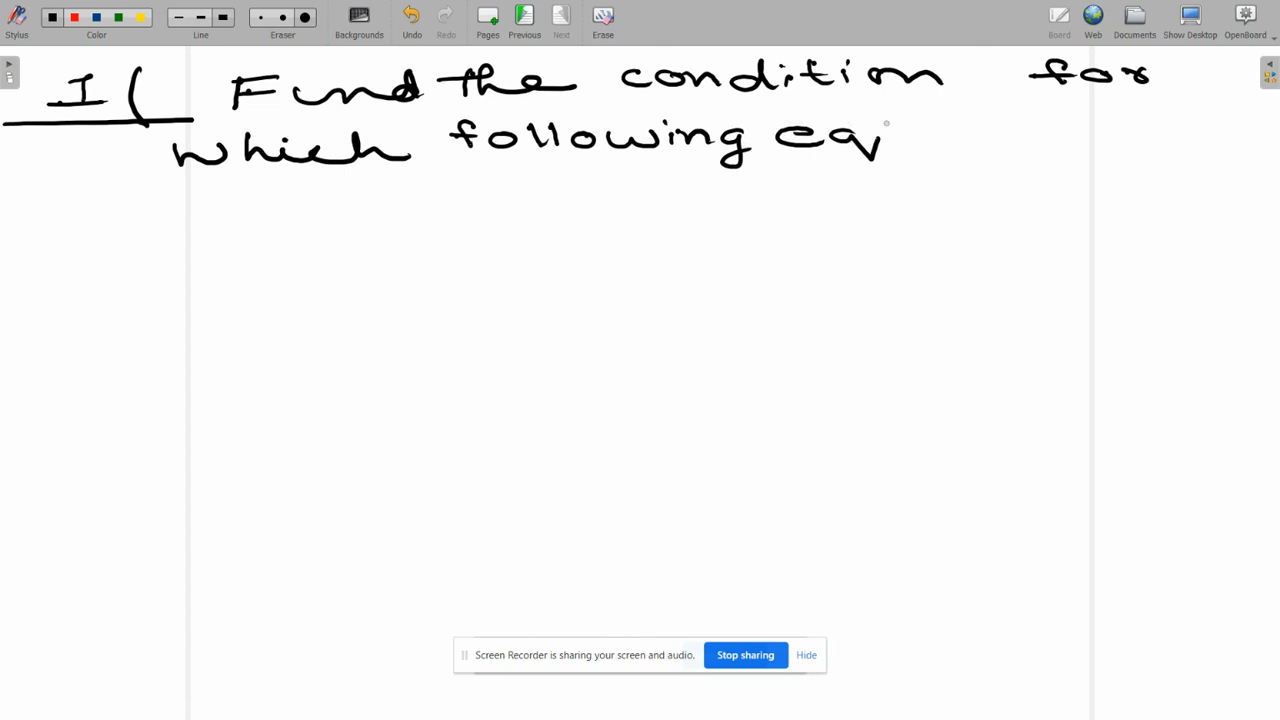 Stylus Color Line Eraser Backgrounds Undo Redo Pages Previous Next Erase Board Web Documents Show Desktop OpenBoard
I( Find the condition for
which following eq
Screen Recorder is sharing your screen and audio. Stop sharing Hide